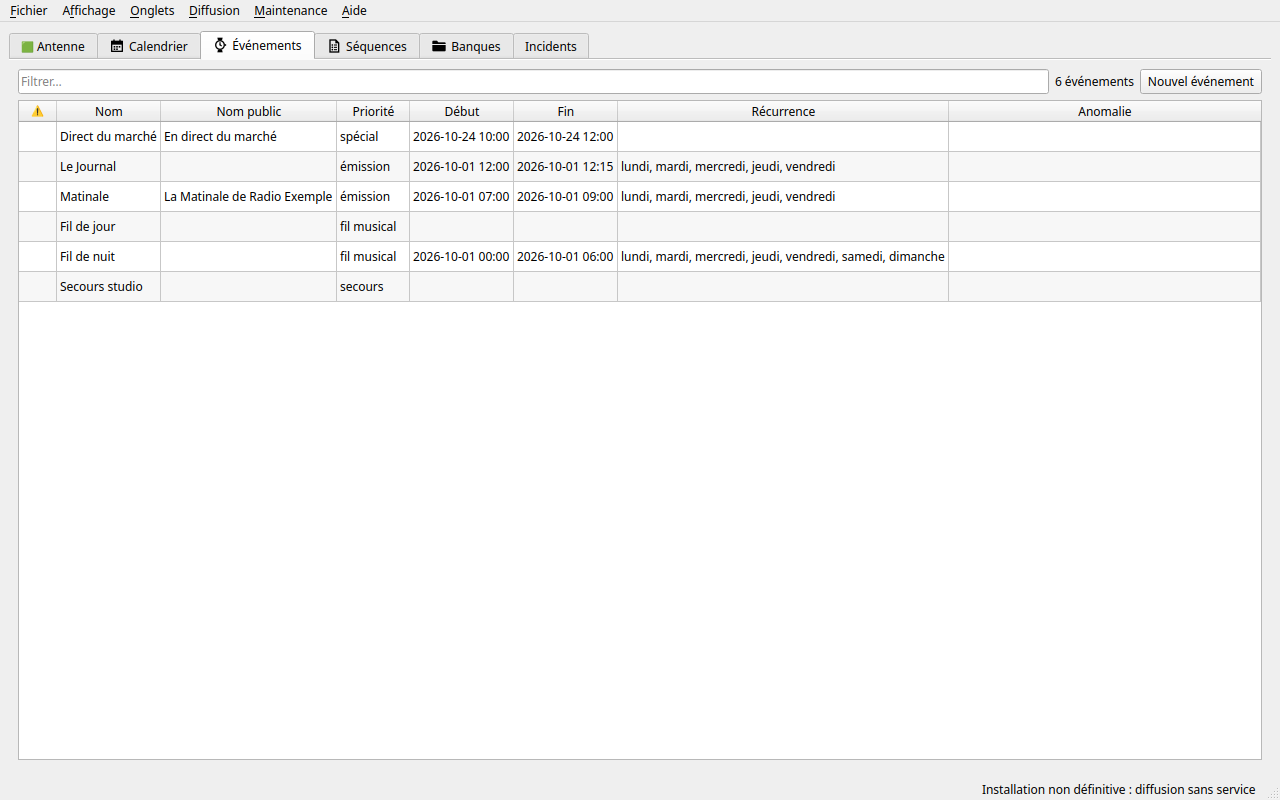 Fichier Affichage Onglets Diffusion Maintenance Aide
Antenne Calendrier Événements Séquences Banques Incidents
Filtrer... 6 événements Nouvel événement
Nom Nom public Priorité Début Fin Récurrence Anomalie
Direct du marché En direct du marché spécial 2026-10-24 10:00 2026-10-24 12:00
Le Journal émission 2026-10-01 12:00 2026-10-01 12:15 lundi, mardi, mercredi, jeudi, vendredi
Matinale La Matinale de Radio Exemple émission 2026-10-01 07:00 2026-10-01 09:00 lundi, mardi, mercredi, jeudi, vendredi
Fil de jour fil musical
Fil de nuit fil musical 2026-10-01 00:00 2026-10-01 06:00 lundi, mardi, mercredi, jeudi, vendredi, samedi, dimanche
Secours studio secours
Installation non définitive : diffusion sans service